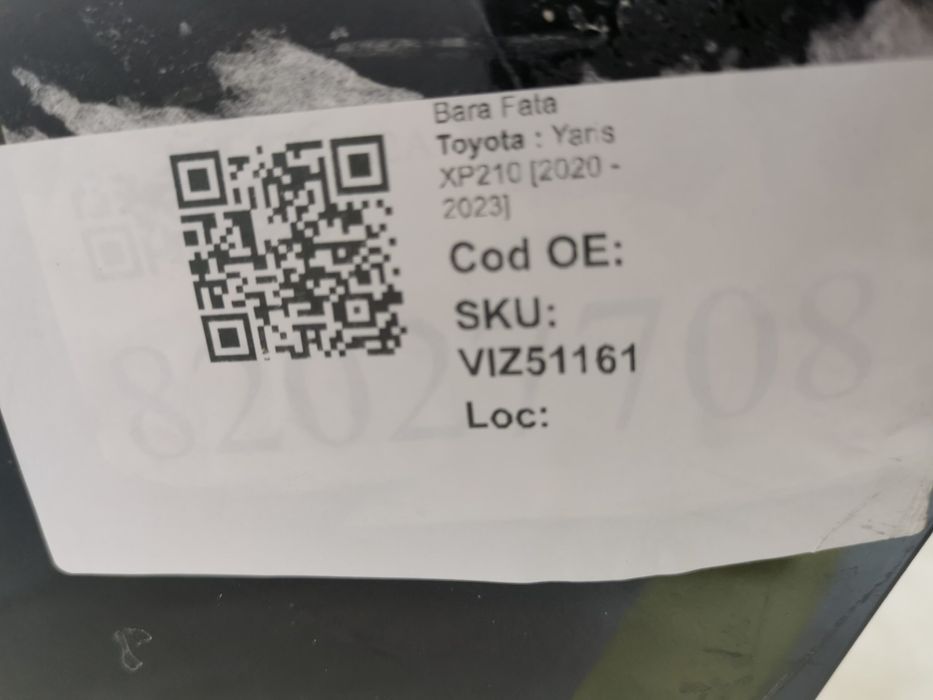 Bara Fata
Toyota : Yaris
XP210 [2020 -
2023]
Cod OE:
SKU:
VIZ51161
Loc: